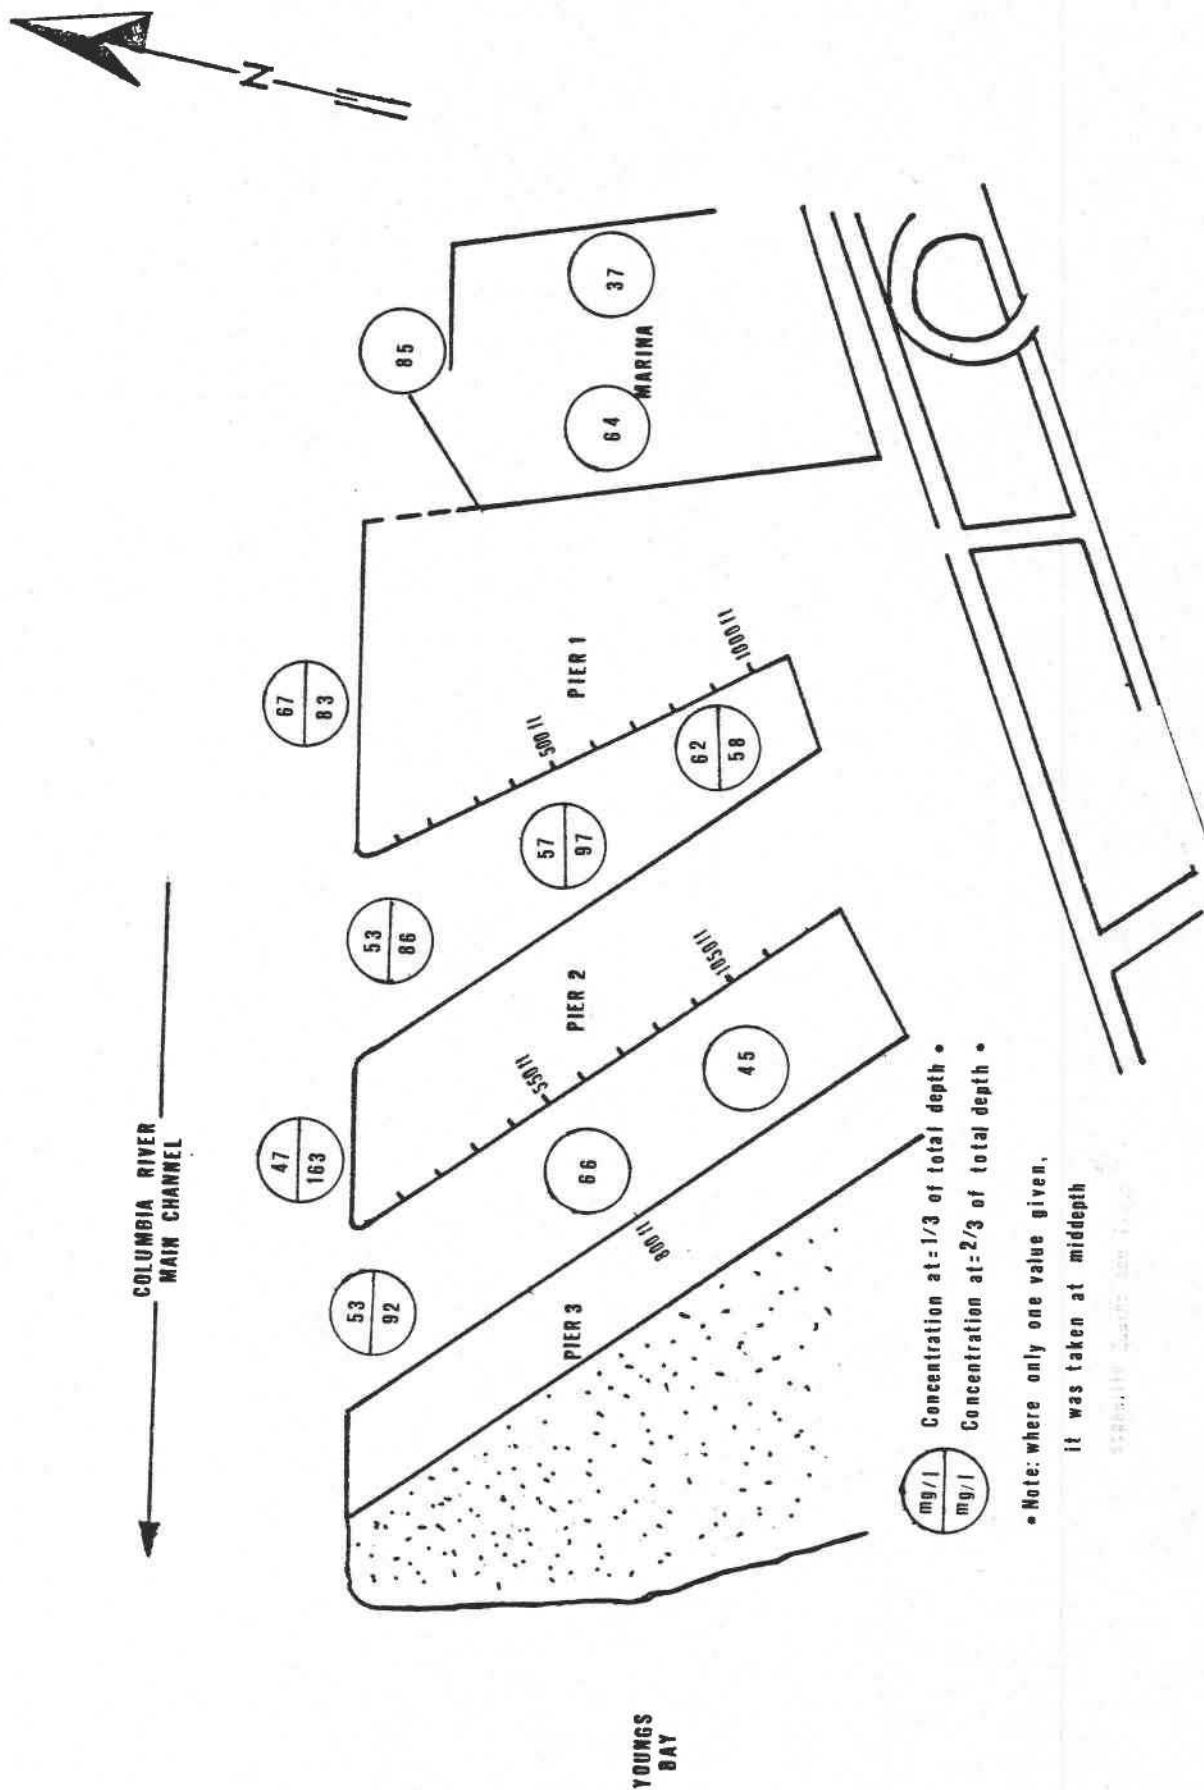 N
COLUMBIA RIVER
MAIN CHANNEL
85
37
64
MARINA
67
83
PIER 1
500 ft
1000 ft
62
58
57
97
53
86
PIER 2
550 ft
1050 ft
47
163
45
66
53
92
PIER 3
800 ft
YOUNGS
BAY
mg/l
mg/l
Concentration at ≈ 1/3 of total depth *
Concentration at ≈ 2/3 of total depth *
* Note: where only one value given,
it was taken at middepth